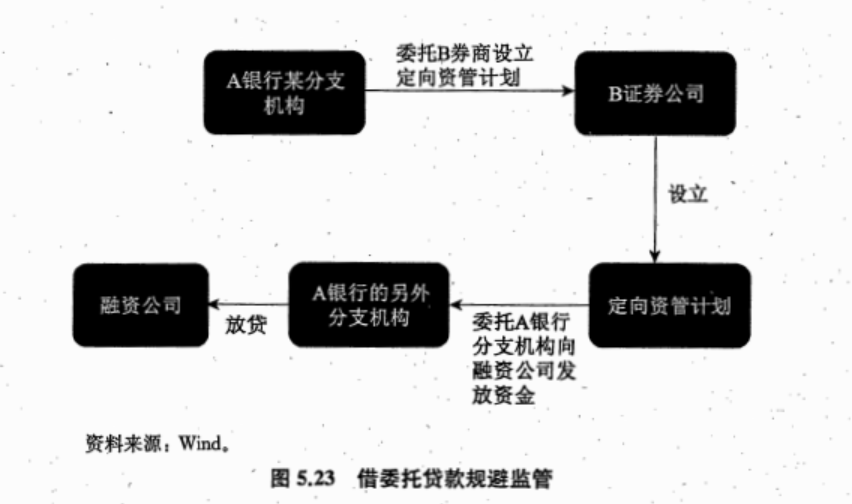 A银行某分支
机构
委托B券商设立
定向资管计划
B证券公司
设立
融资公司
放贷
A银行的另外
分支机构
委托A银行
分支机构向
融资公司发
放资金
定向资管计划
资料来源：Wind。
图 5.23 借委托贷款规避监管